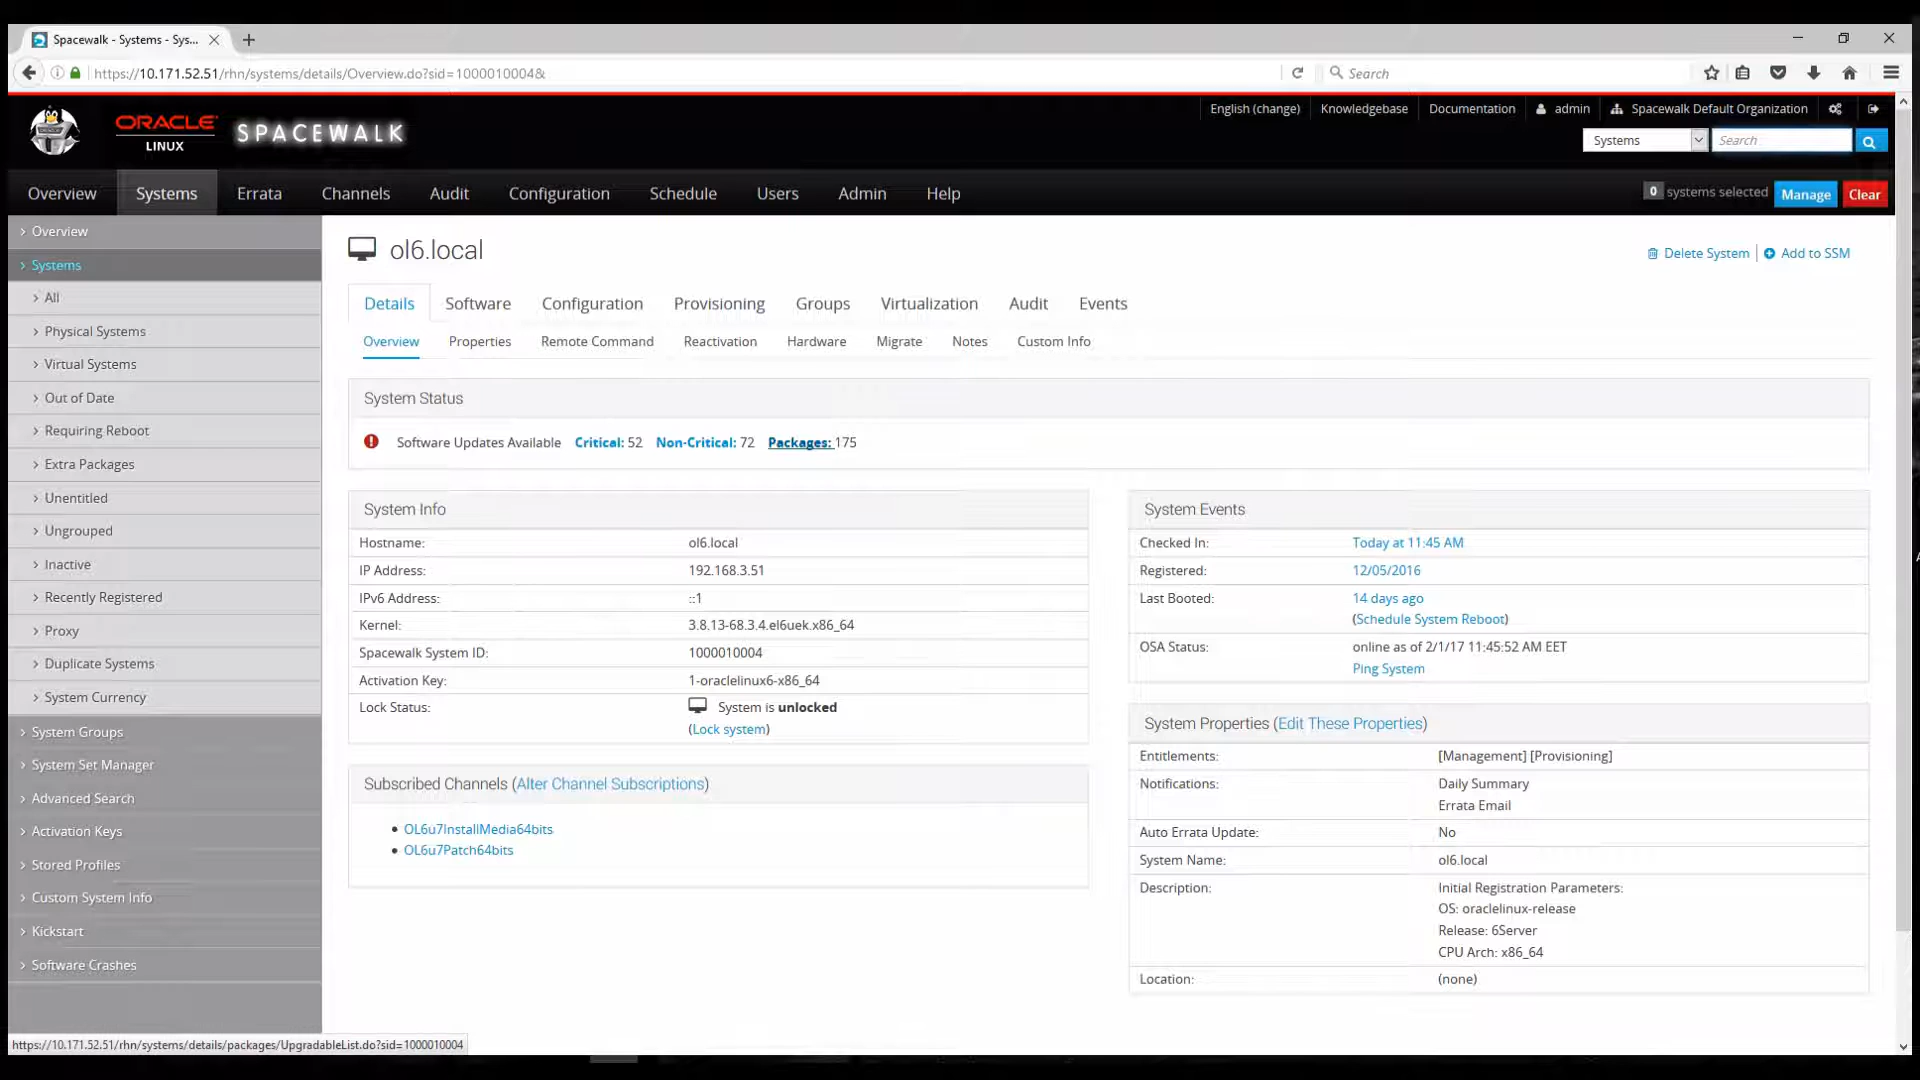 Spacewalk - Systems - Sys...
https://10.171.52.51/rhn/systems/details/Overview.do?sid=1000010004&
Search
English (change)
Knowledgebase
Documentation
admin
Spacewalk Default Organization
ORACLE
LINUX
SPACEWALK
Systems
Search
Overview
Systems
Errata
Channels
Audit
Configuration
Schedule
Users
Admin
Help
0 systems selected
Manage
Clear
Overview
Systems
All
Physical Systems
Virtual Systems
Out of Date
Requiring Reboot
Extra Packages
Unentitled
Ungrouped
Inactive
Recently Registered
Proxy
Duplicate Systems
System Currency
System Groups
System Set Manager
Advanced Search
Activation Keys
Stored Profiles
Custom System Info
Kickstart
Software Crashes
ol6.local
Delete System
Add to SSM
Details
Software
Configuration
Provisioning
Groups
Virtualization
Audit
Events
Overview
Properties
Remote Command
Reactivation
Hardware
Migrate
Notes
Custom Info
System Status
Software Updates Available Critical: 52 Non-Critical: 72 Packages: 175
System Info
Hostname: ol6.local
IP Address: 192.168.3.51
IPv6 Address: ::1
Kernel: 3.8.13-68.3.4.el6uek.x86_64
Spacewalk System ID: 1000010004
Activation Key: 1-oraclelinux6-x86_64
Lock Status: System is unlocked
(Lock system)
Subscribed Channels (Alter Channel Subscriptions)
OL6u7InstallMedia64bits
OL6u7Patch64bits
System Events
Checked In: Today at 11:45 AM
Registered: 12/05/2016
Last Booted: 14 days ago
(Schedule System Reboot)
OSA Status: online as of 2/1/17 11:45:52 AM EET
Ping System
System Properties (Edit These Properties)
Entitlements: [Management] [Provisioning]
Notifications: Daily Summary
Errata Email
Auto Errata Update: No
System Name: ol6.local
Description: Initial Registration Parameters:
OS: oraclelinux-release
Release: 6Server
CPU Arch: x86_64
Location: (none)
https://10.171.52.51/rhn/systems/details/packages/UpgradableList.do?sid=1000010004